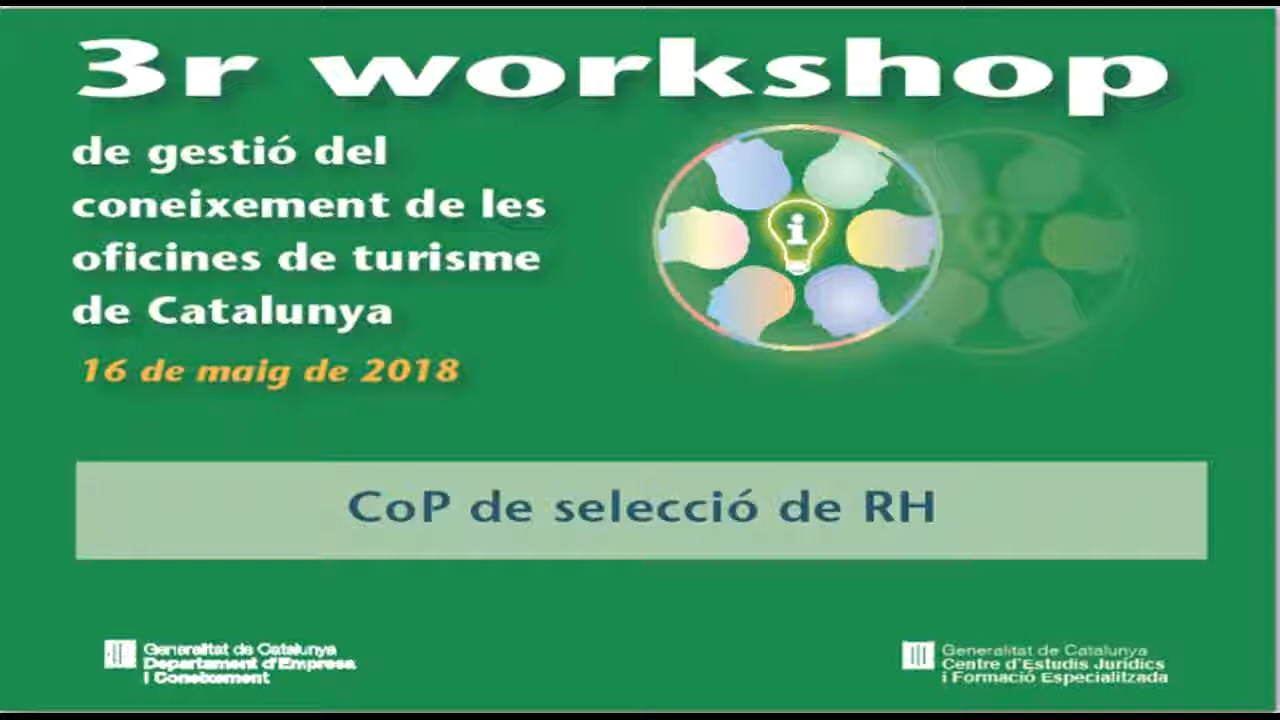 3r workshop
de gestió del
coneixement de les
oficines de turisme
de Catalunya
16 de maig de 2018
i
CoP de selecció de RH
Generalitat de Catalunya
Departament d'Empresa
i Coneixement
Generalitat de Catalunya
Centre d'Estudis Jurídics
i Formació Especialitzada